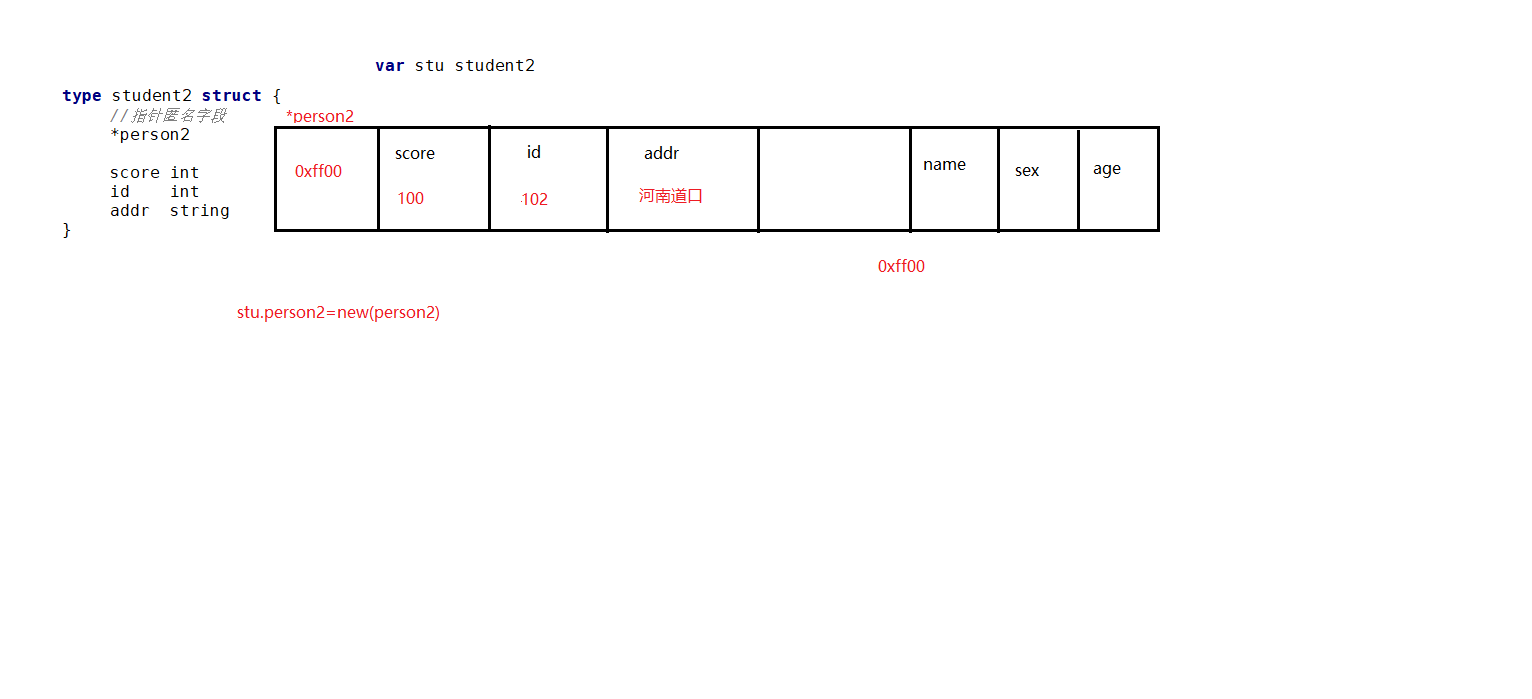 var stu student2
type student2 struct {
//指针匿名字段
*person2
score int
id int
addr string
}
*person2
score id addr
name sex age
0xff00
100 102 河南道口
0xff00
stu.person2=new(person2)